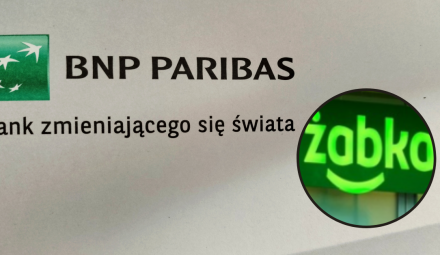 BNP PARIBAS
ank zmieniającego się świata
żabka